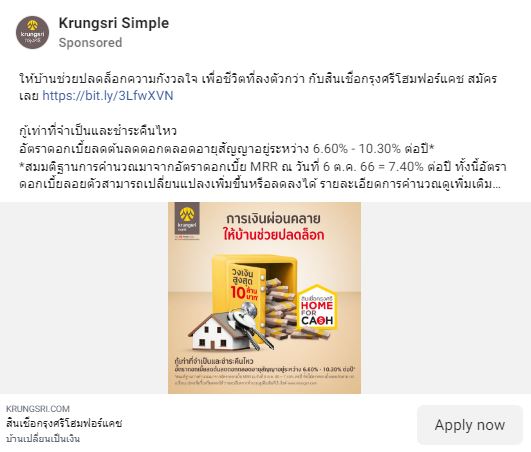 Krungsri Simple
Sponsored
krungsri
กรุงศรี
ให้บ้านช่วยปลดล็อกความกังวลใจ เพื่อชีวิตที่ลงตัวกว่า กับสินเชื่อกรุงศรีโฮมฟอร์แคช สมัคร
เลย https://bit.ly/3LfwXVN
กู้เท่าที่จำเป็นและชำระคืนไหว
อัตราดอกเบี้ยลดต้นลดดอกตลอดอายุสัญญาอยู่ระหว่าง 6.60% - 10.30% ต่อปี*
*สมมติฐานการคำนวณมาจากอัตราดอกเบี้ย MRR ณ วันที่ 6 ต.ค. 66 = 7.40% ต่อปี ทั้งนี้อัตรา
ดอกเบี้ยลอยตัวสามารถเปลี่ยนแปลงเพิ่มขึ้นหรือลดลงได้ รายละเอียดการคำนวณดูเพิ่มเติม...
krungsri
กรุงศรี
การเงินผ่อนคลาย
ให้บ้านช่วยปลดล็อก
วงเงิน
สูงสุด
10 ล้าน
บาท
สินเชื่อกรุงศรี
HOME
FOR
CASH
กู้เท่าที่จำเป็นและชำระคืนไหว
อัตราดอกเบี้ยลดต้นลดดอกตลอดอายุสัญญาอยู่ระหว่าง 6.60% - 10.30% ต่อปี*
KRUNGSRI.COM
สินเชื่อกรุงศรีโฮมฟอร์แคช
บ้านเปลี่ยนเป็นเงิน
Apply now